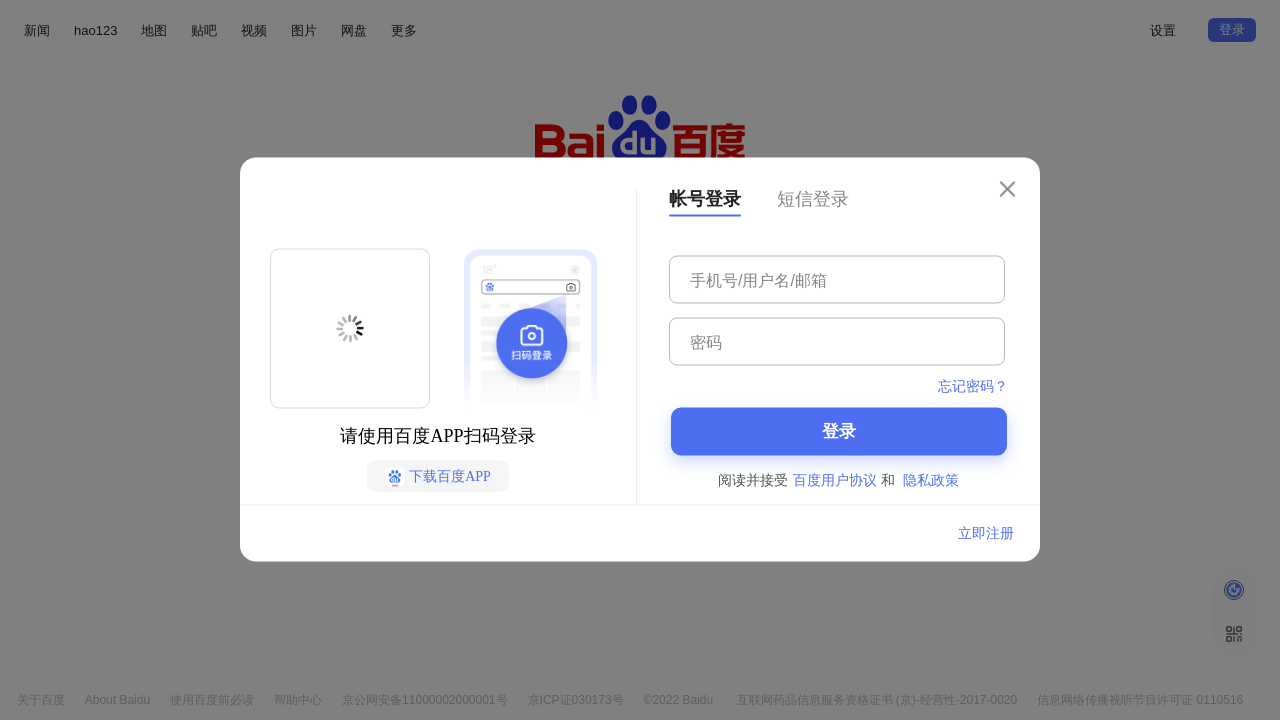 新闻 hao123 地图 贴吧 视频 图片 网盘 更多 设置 登录
Bai du 百度
帐号登录 短信登录
18°
手机号/用户名/邮箱
扫码登录
密码
忘记密码？
请使用百度APP扫码登录
登录
下载百度APP
阅读并接受 百度用户协议 和 隐私政策
立即注册
关于百度 About Baidu 使用百度前必读 帮助中心 京公网安备11000002000001号 京ICP证030173号 ©2022 Baidu 互联网药品信息服务资格证书 (京)-经营性-2017-0020 信息网络传播视听节目许可证 0110516